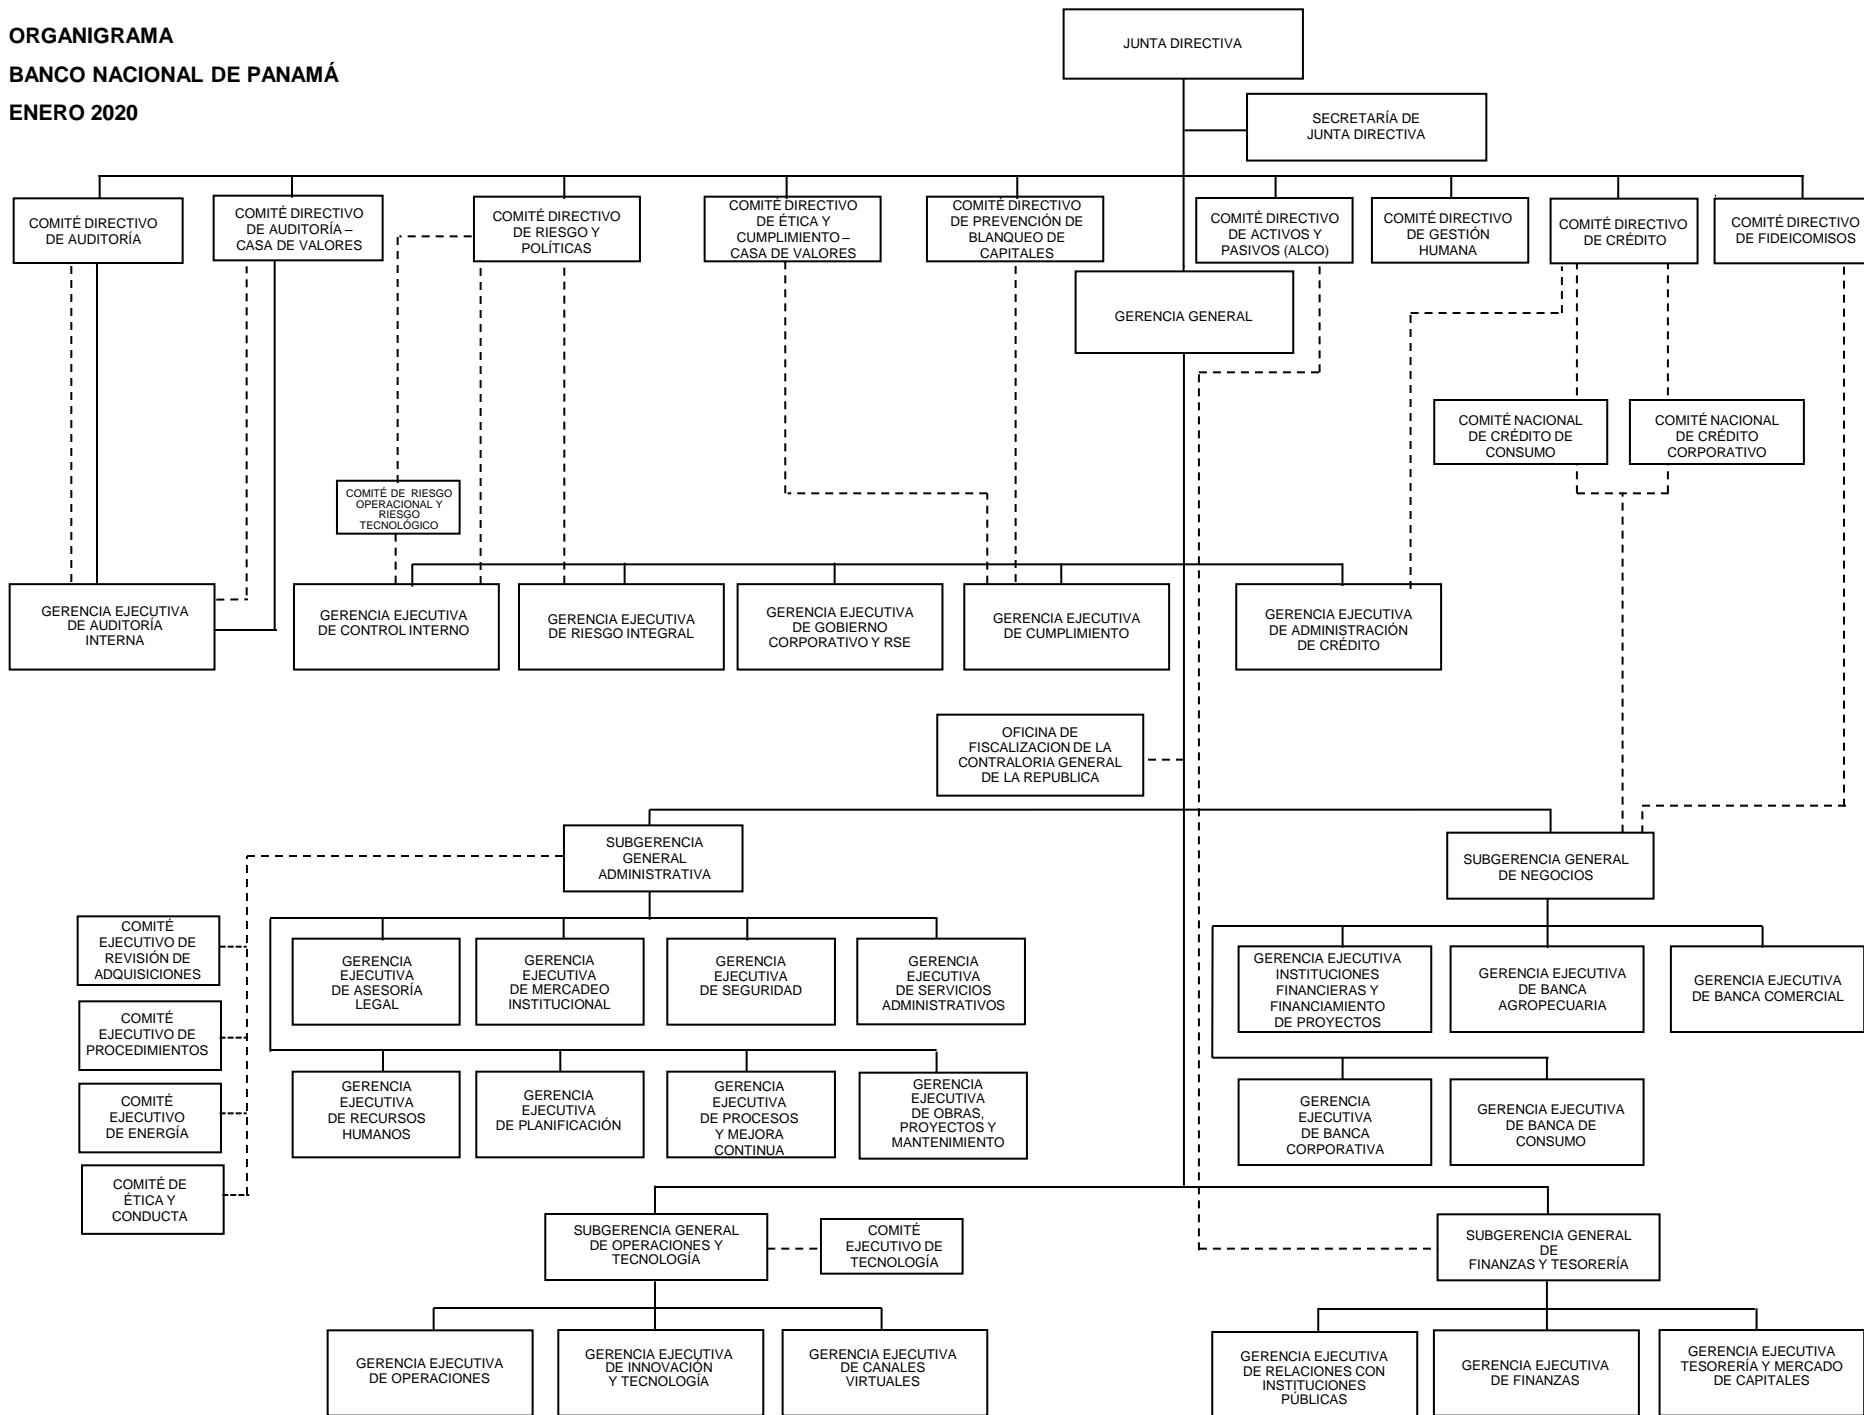 ORGANIGRAMA
BANCO NACIONAL DE PANAMÁ
ENERO 2020
JUNTA DIRECTIVA
SECRETARÍA DE
JUNTA DIRECTIVA
COMITÉ DIRECTIVO
DE AUDITORÍA
COMITÉ DIRECTIVO
DE AUDITORÍA –
CASA DE VALORES
COMITÉ DIRECTIVO
DE RIESGO Y
POLÍTICAS
COMITÉ DIRECTIVO
DE ÉTICA Y
CUMPLIMIENTO –
CASA DE VALORES
COMITÉ DIRECTIVO
DE PREVENCIÓN DE
BLANQUEO DE
CAPITALES
COMITÉ DIRECTIVO
DE ACTIVOS Y
PASIVOS (ALCO)
COMITÉ DIRECTIVO
DE GESTIÓN
HUMANA
COMITÉ DIRECTIVO
DE CRÉDITO
COMITÉ DIRECTIVO
DE FIDEICOMISOS
GERENCIA GENERAL
COMITÉ NACIONAL
DE CRÉDITO DE
CONSUMO
COMITÉ NACIONAL
DE CRÉDITO
CORPORATIVO
COMITÉ DE RIESGO
OPERACIONAL Y
RIESGO
TECNOLÓGICO
GERENCIA EJECUTIVA
DE AUDITORÍA
INTERNA
GERENCIA EJECUTIVA
DE CONTROL INTERNO
GERENCIA EJECUTIVA
DE RIESGO INTEGRAL
GERENCIA EJECUTIVA
DE GOBIERNO
CORPORATIVO Y RSE
GERENCIA EJECUTIVA
DE CUMPLIMIENTO
GERENCIA EJECUTIVA
DE ADMINISTRACIÓN
DE CRÉDITO
OFICINA DE
FISCALIZACION DE LA
CONTRALORIA GENERAL
DE LA REPUBLICA
SUBGERENCIA
GENERAL
ADMINISTRATIVA
SUBGERENCIA GENERAL
DE NEGOCIOS
COMITÉ
EJECUTIVO DE
REVISIÓN DE
ADQUISICIONES
COMITÉ
EJECUTIVO DE
PROCEDIMIENTOS
COMITÉ
EJECUTIVO
DE ENERGÍA
COMITÉ DE
ÉTICA Y
CONDUCTA
GERENCIA
EJECUTIVA
DE ASESORÍA
LEGAL
GERENCIA
EJECUTIVA
DE MERCADEO
INSTITUCIONAL
GERENCIA
EJECUTIVA
DE SEGURIDAD
GERENCIA
EJECUTIVA
DE SERVICIOS
ADMINISTRATIVOS
GERENCIA
EJECUTIVA
DE RECURSOS
HUMANOS
GERENCIA
EJECUTIVA
DE PLANIFICACIÓN
GERENCIA
EJECUTIVA
DE PROCESOS
Y MEJORA
CONTINUA
GERENCIA
EJECUTIVA
DE OBRAS,
PROYECTOS Y
MANTENIMIENTO
GERENCIA EJECUTIVA
INSTITUCIONES
FINANCIERAS Y
FINANCIAMIENTO
DE PROYECTOS
GERENCIA EJECUTIVA
DE BANCA
AGROPECUARIA
GERENCIA EJECUTIVA
DE BANCA COMERCIAL
GERENCIA
EJECUTIVA
DE BANCA
CORPORATIVA
GERENCIA EJECUTIVA
DE BANCA DE
CONSUMO
SUBGERENCIA GENERAL
DE OPERACIONES Y
TECNOLOGÍA
COMITÉ
EJECUTIVO DE
TECNOLOGÍA
SUBGERENCIA GENERAL
DE
FINANZAS Y TESORERÍA
GERENCIA EJECUTIVA
DE OPERACIONES
GERENCIA EJECUTIVA
DE INNOVACIÓN
Y TECNOLOGÍA
GERENCIA EJECUTIVA
DE CANALES
VIRTUALES
GERENCIA EJECUTIVA
DE RELACIONES CON
INSTITUCIONES
PÚBLICAS
GERENCIA EJECUTIVA
DE FINANZAS
GERENCIA EJECUTIVA
TESORERÍA Y MERCADO
DE CAPITALES